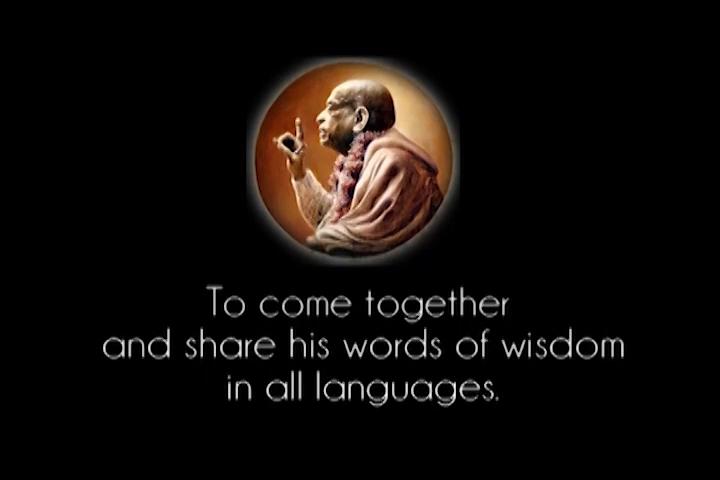 To come together
and share his words of wisdom
in all languages.